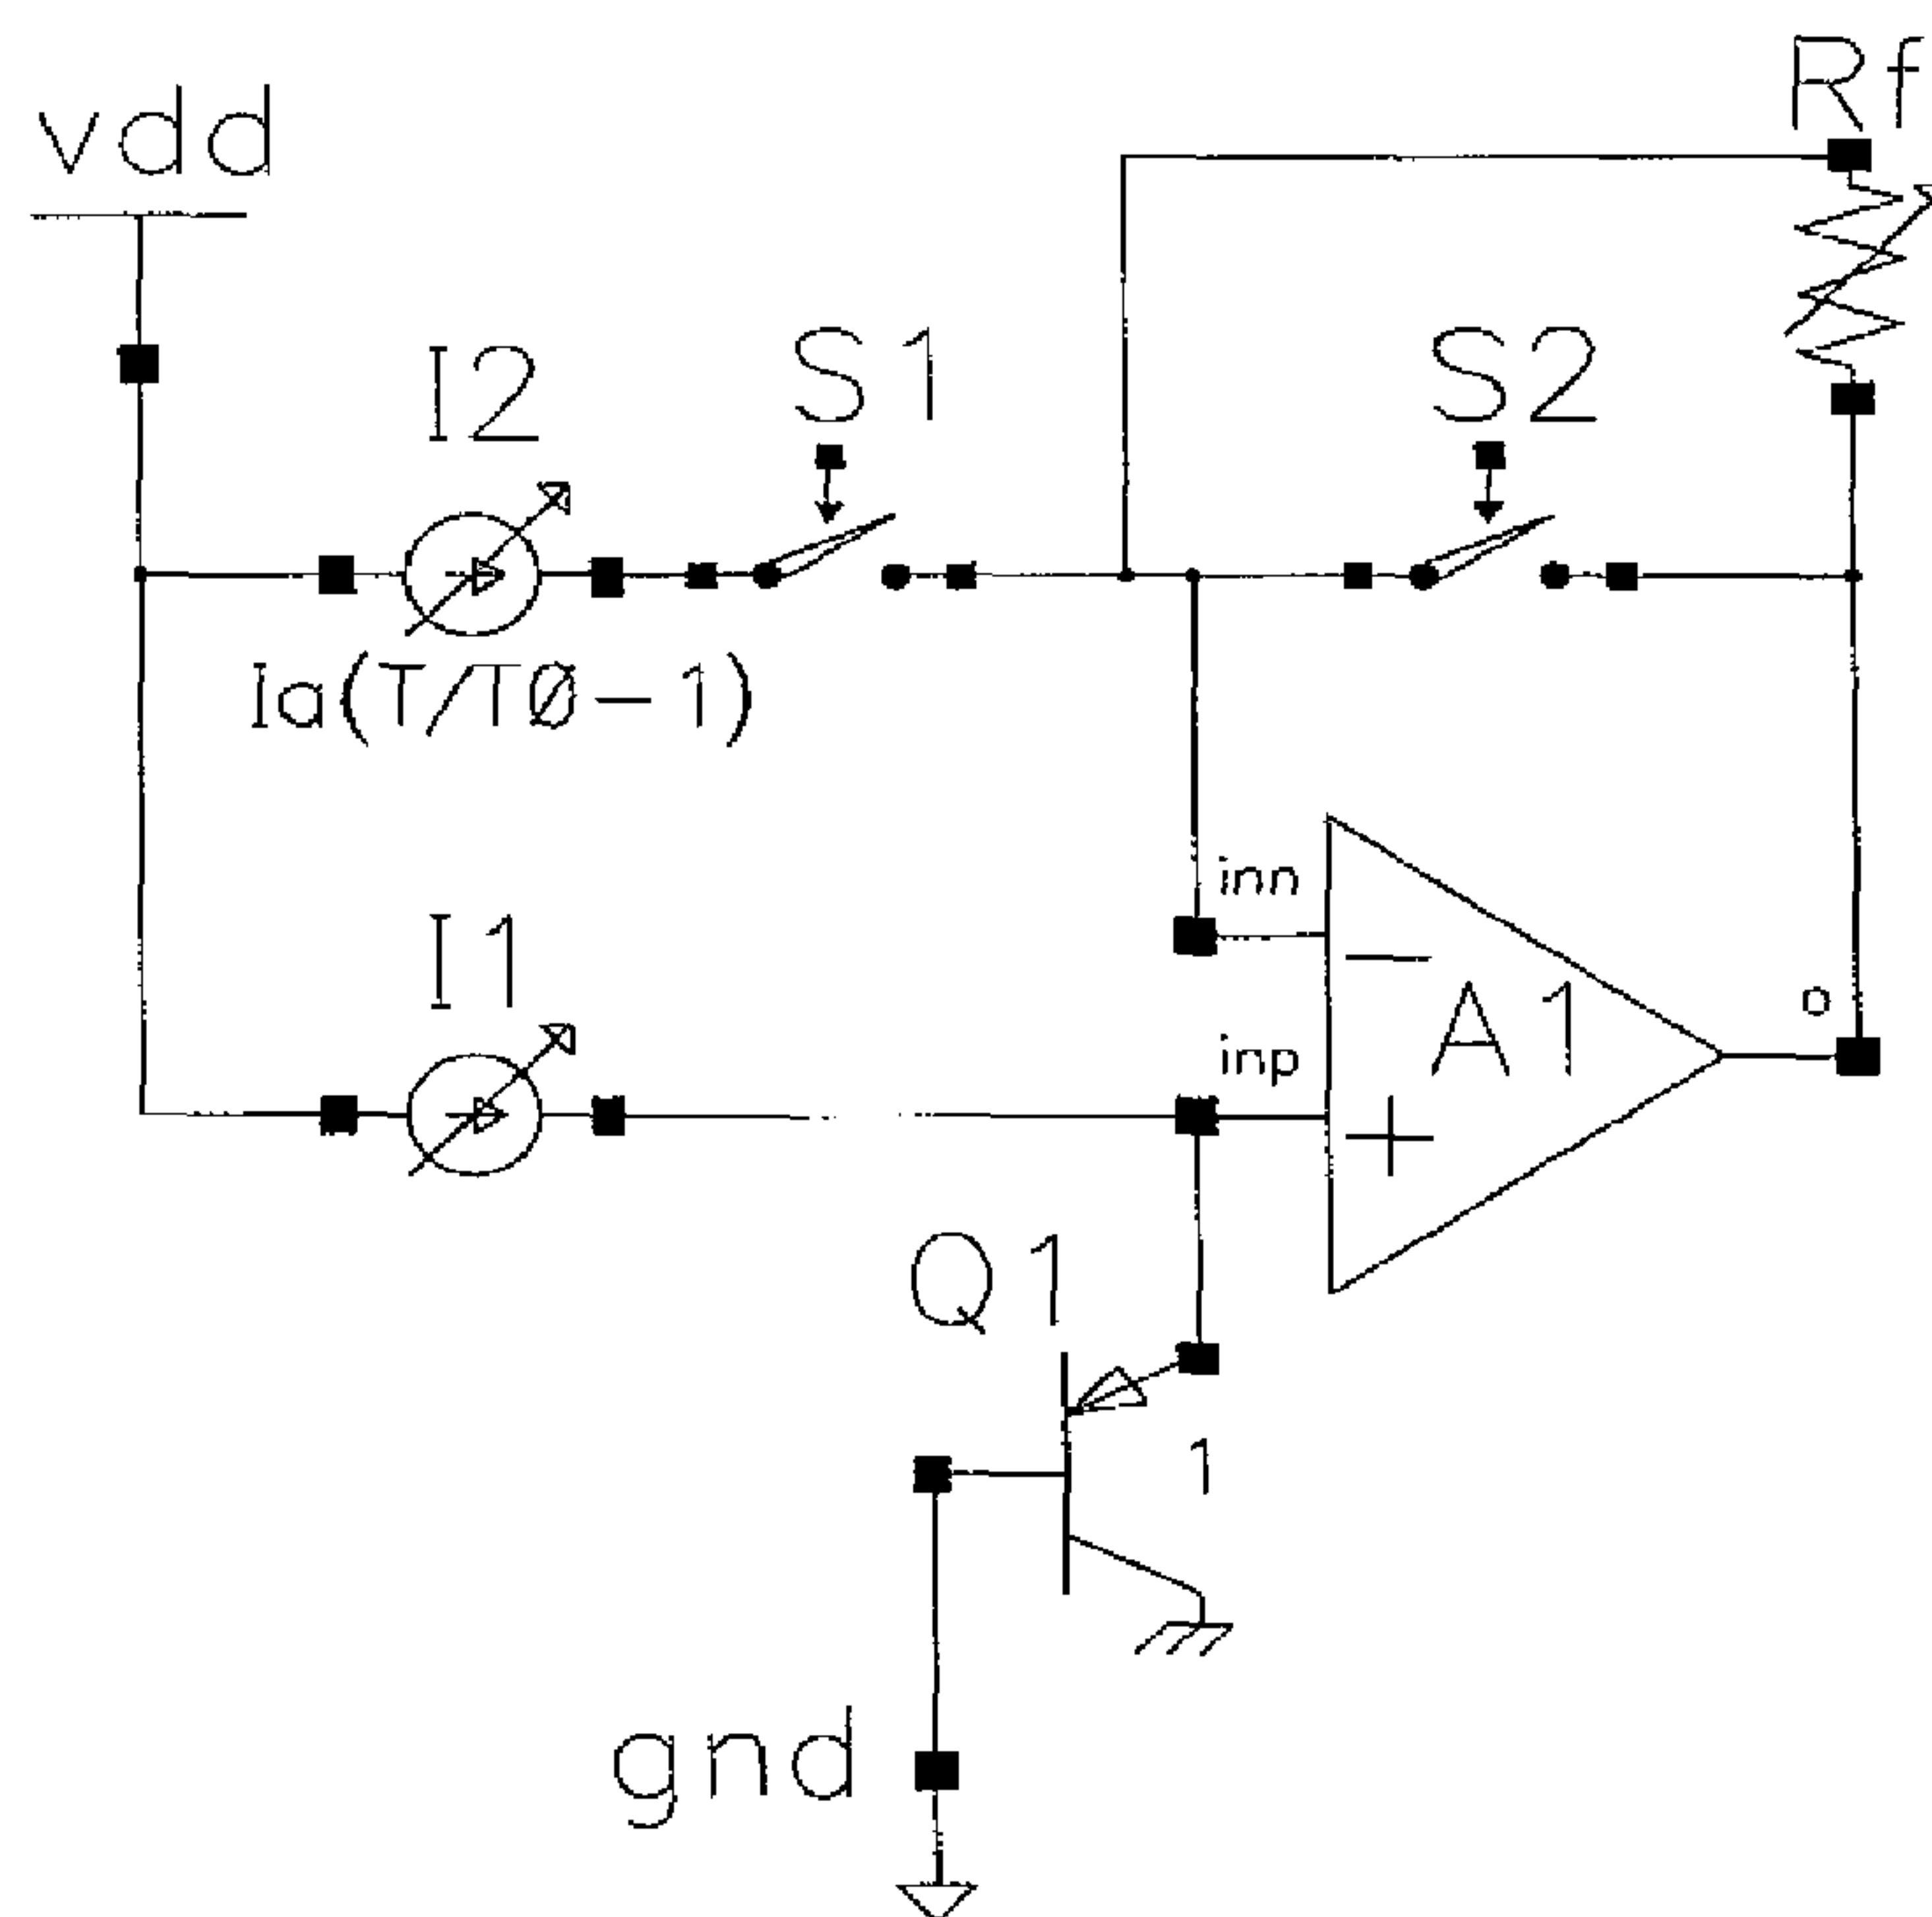 Rf
vdd
I2
S1
S2
Ia(T/T0-1)
inn
I1
A1
o
inp
Q1
1
gnd